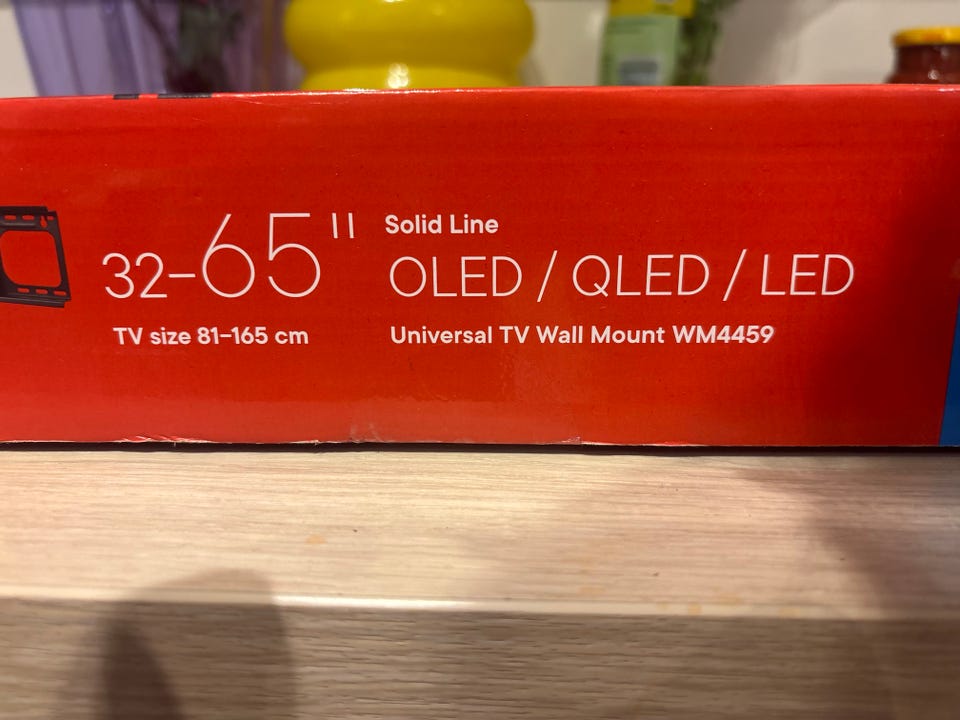 32-65"
TV size 81-165 cm
Solid Line
OLED / QLED / LED
Universal TV Wall Mount WM4459